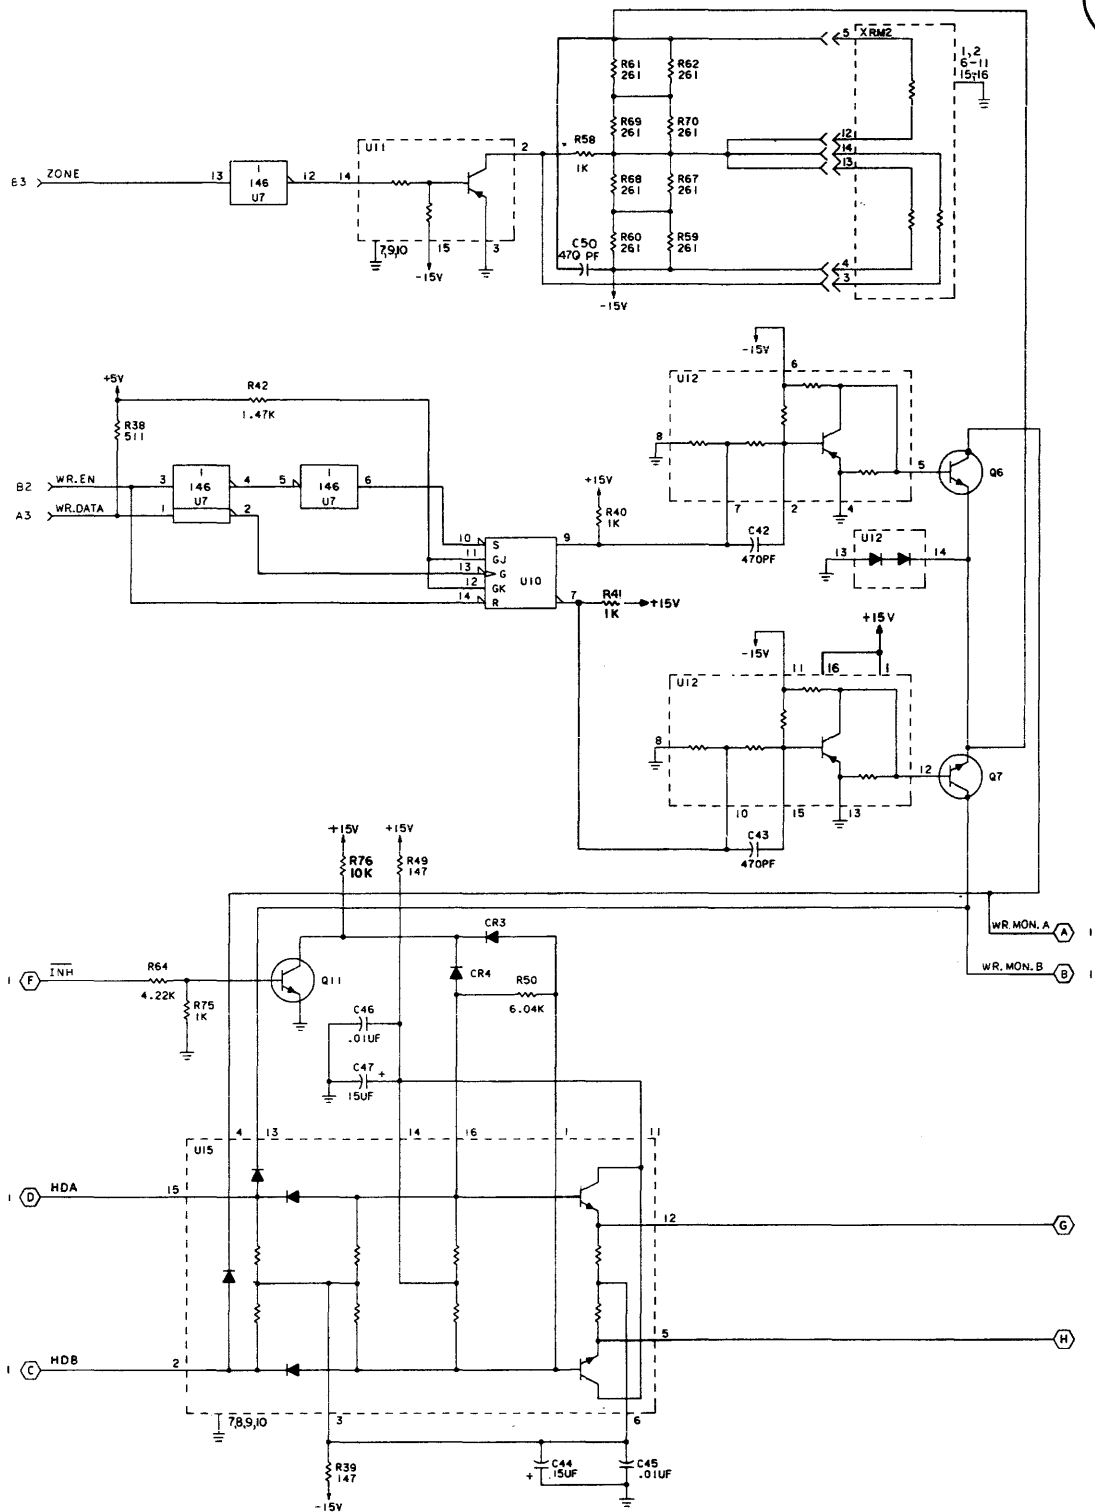 5
XRM2
1,2
6-11
15,16
R61
261
R62
261
R69
261
R70
261
12
14
13
U11
2
R58
1K
E3
ZONE
13
1
146
U7
12
14
R68
261
R67
261
R60
261
R59
261
C50
470 PF
7,9,10
15
3
-15V
-15V
4
3
-15V
6
U12
8
+5V
R42
1.47K
R38
511
B2
WR.EN
3
1
146
U7
4
5
1
146
U7
6
A3
WR.DATA
1
2
+15V
R40
1K
7
2
4
5
Q6
C42
470PF
U12
13
14
10
S
9
11
GJ
13
G
U10
12
GK
14
R
7
R41
1K
+15V
+15V
-15V
11
16
1
U12
8
12
Q7
10
15
13
C43
470PF
+15V
+15V
R76
10K
R49
147
CR3
WR.MON.A
A
1
1
F
INH
R64
4.22K
R75
1K
Q11
CR4
R50
6.04K
WR.MON.B
B
1
C46
.01UF
C47
+
15UF
4
13
14
16
1
11
U15
1
D
HDA
15
12
G
1
C
HDB
2
5
H
7,8,9,10
3
6
R39
147
-15V
C44
.15UF
+
C45
.01UF